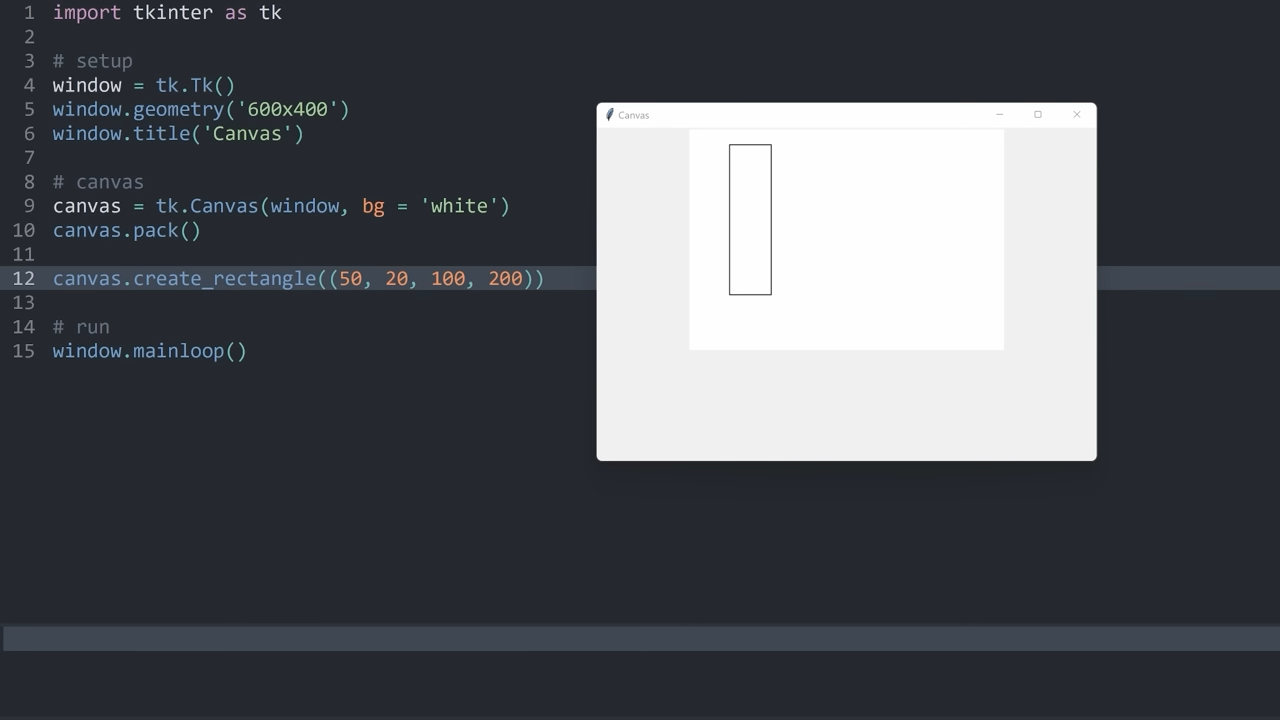 1 import tkinter as tk
2
3 # setup
4 window = tk.Tk()
5 window.geometry('600x400')
6 window.title('Canvas')
7
8 # canvas
9 canvas = tk.Canvas(window, bg = 'white')
10 canvas.pack()
11
12 canvas.create_rectangle((50, 20, 100, 200))
13
14 # run
15 window.mainloop()
Canvas